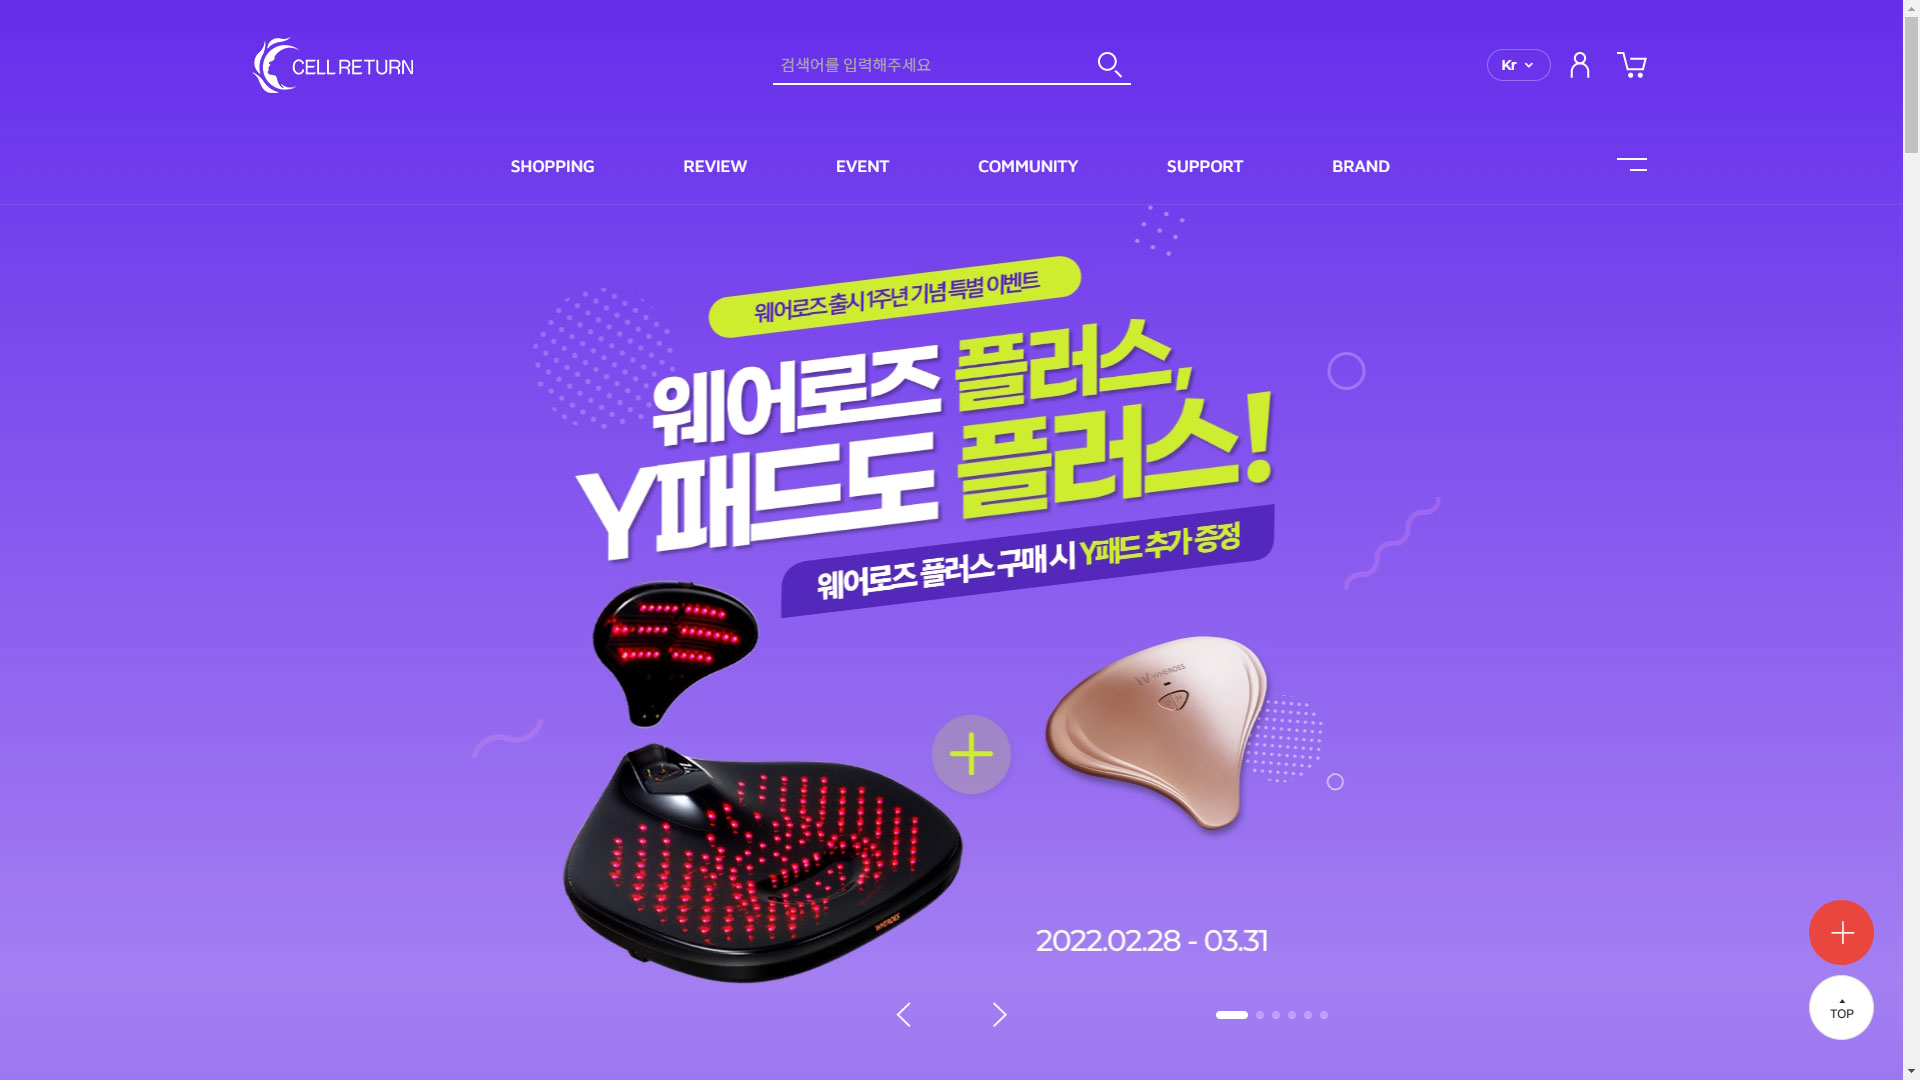 CELL RETURN
검색어를 입력해주세요
Kr
SHOPPING
REVIEW
EVENT
COMMUNITY
SUPPORT
BRAND
웨어로즈 출시 1주년 기념 특별 이벤트
웨어로즈 플러스,
Y패드도 플러스!
웨어로즈 플러스 구매 시 Y패드 추가 증정
WHEROES
WHEROES
2022.02.28 - 03.31
TOP